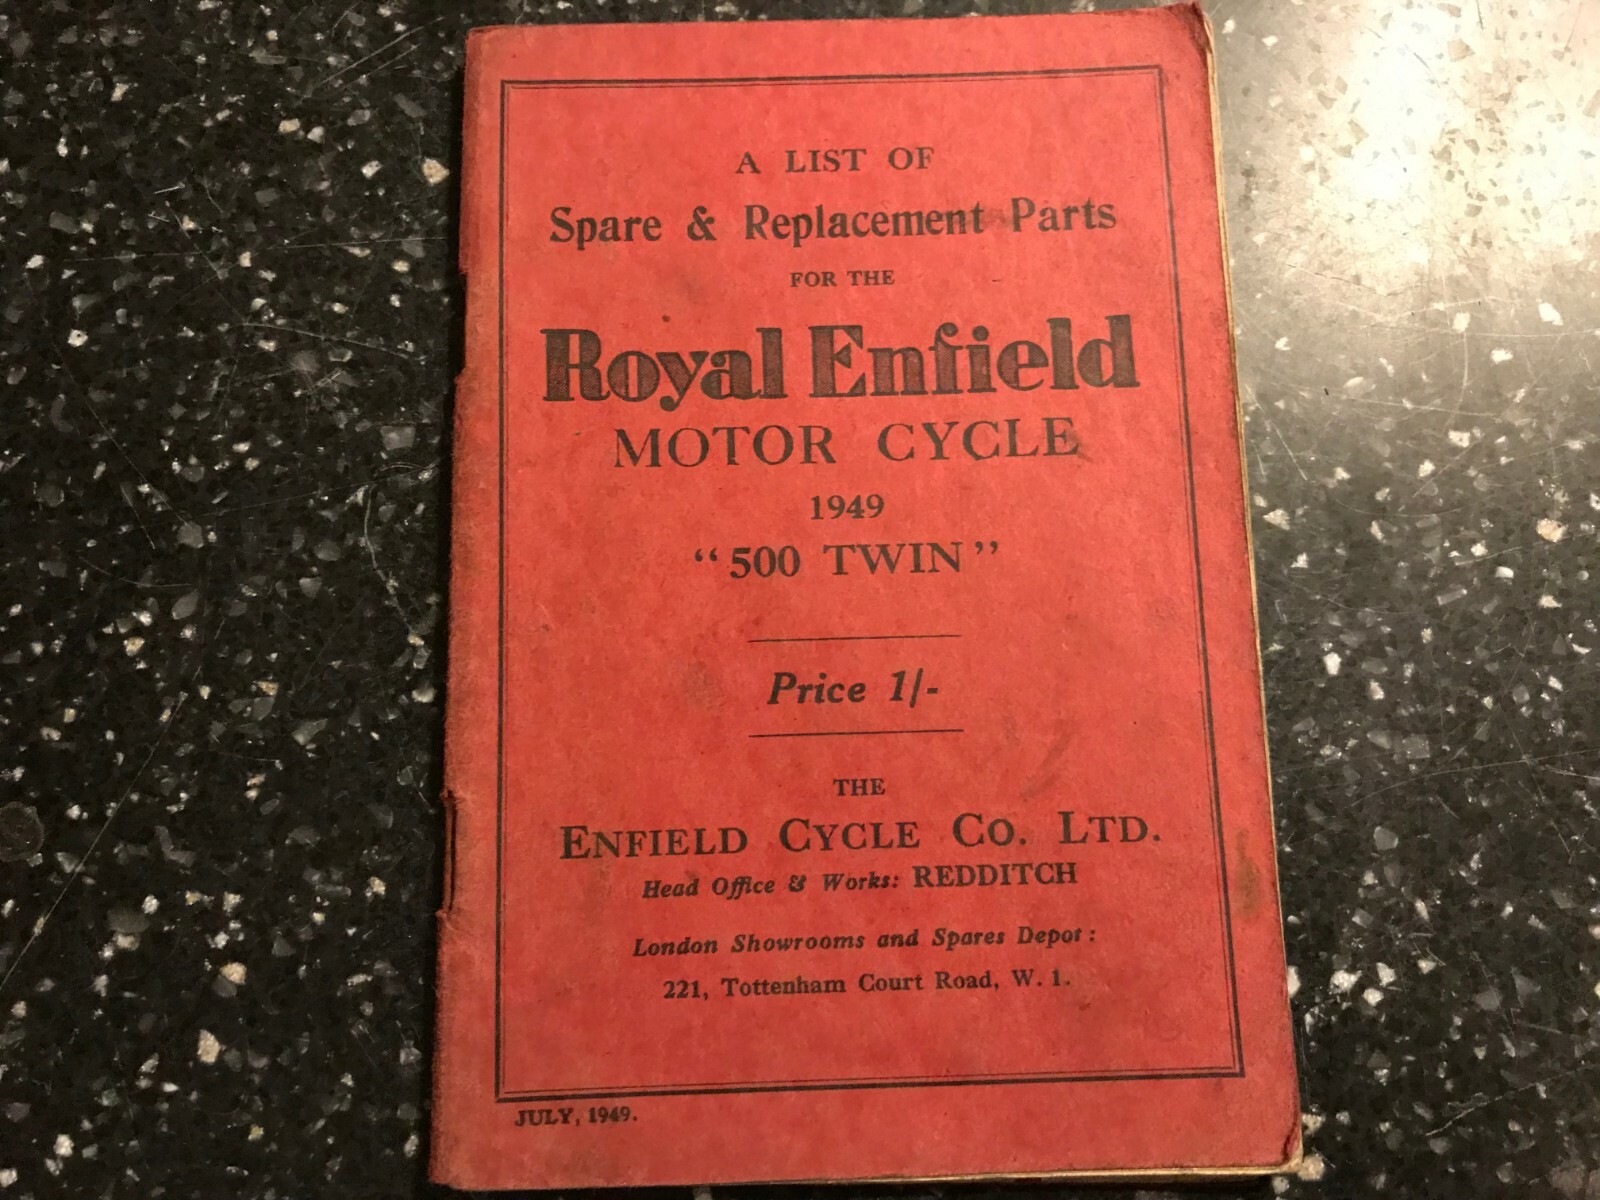 A LIST OF
Spare & Replacement Parts
FOR THE
Royal Enfield
MOTOR CYCLE
1949
“500 TWIN”
Price 1/-
THE
ENFIELD CYCLE CO. LTD.
Head Office & Works: REDDITCH
London Showrooms and Spares Depot:
221, Tottenham Court Road, W. 1.
JULY, 1949.